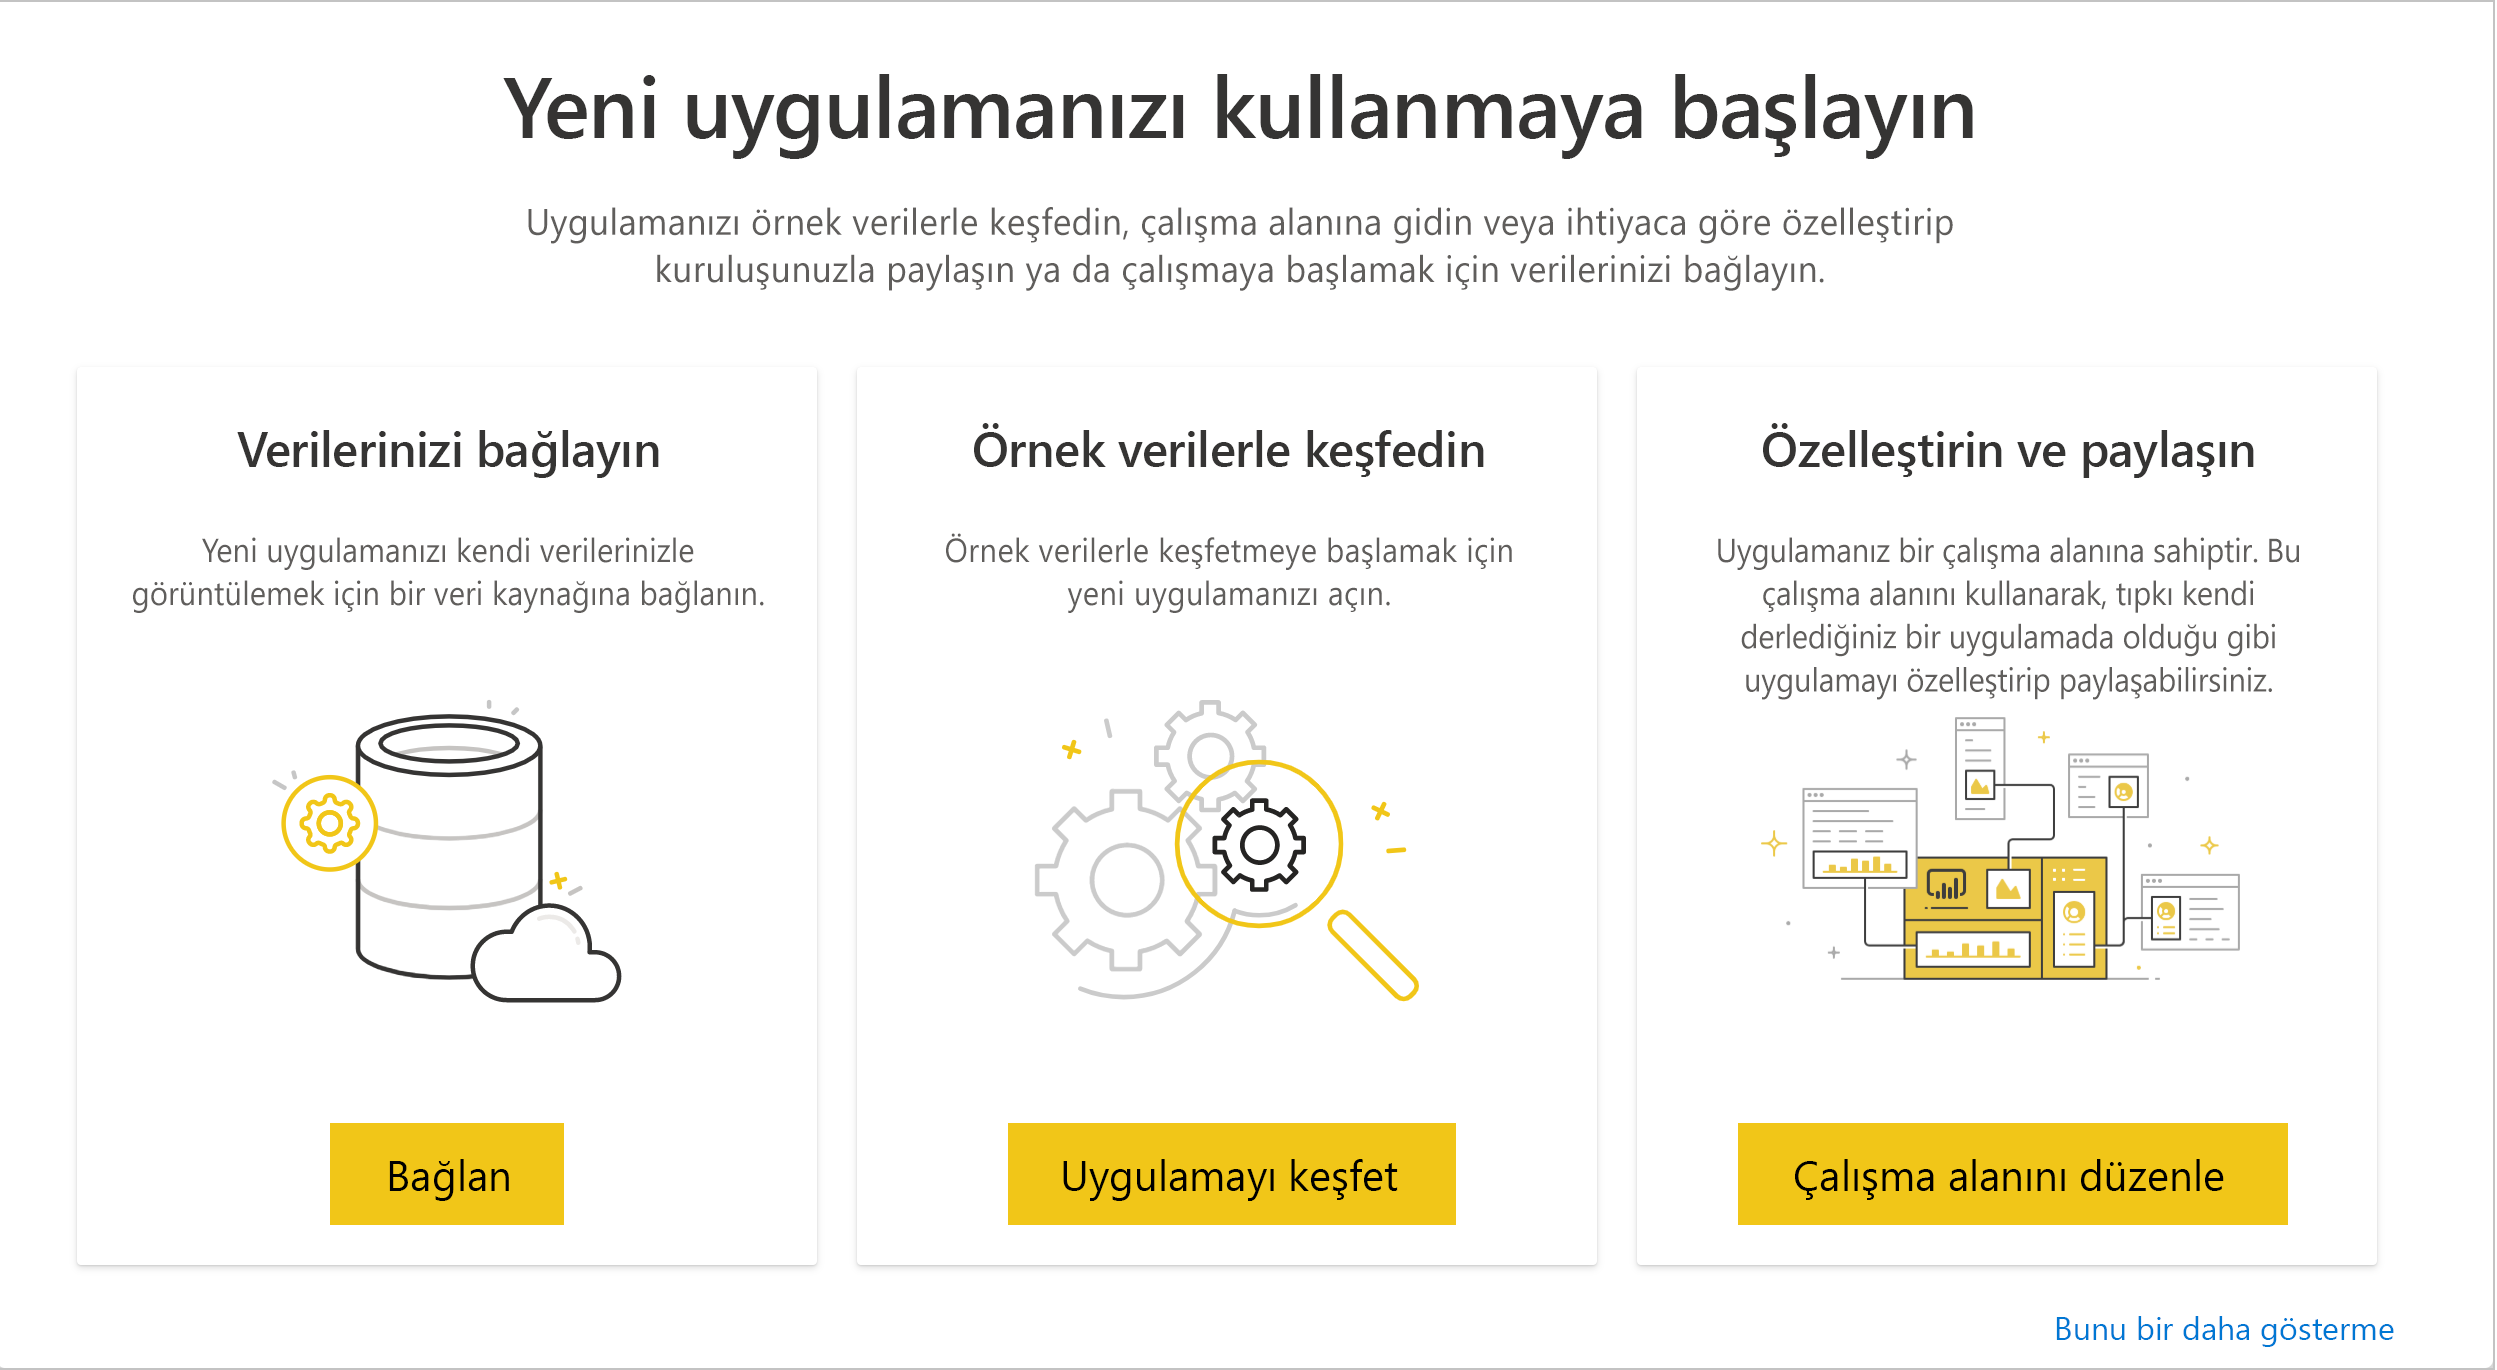 Yeni uygulamanızı kullanmaya başlayın
Uygulamanızı örnek verilerle keşfedin, çalışma alanına gidin veya ihtiyaca göre özelleştirip
kuruluşunuzla paylaşın ya da çalışmaya başlamak için verilerinizi bağlayın.
Verilerinizi bağlayın
Yeni uygulamanızı kendi verilerinizle
görüntülemek için bir veri kaynağına bağlanın.
Bağlan
Örnek verilerle keşfedin
Örnek verilerle keşfetmeye başlamak için
yeni uygulamanızı açın.
Uygulamayı keşfet
Özelleştirin ve paylaşın
Uygulamanız bir çalışma alanına sahiptir. Bu
çalışma alanını kullanarak, tıpkı kendi
derlediğiniz bir uygulamada olduğu gibi
uygulamayı özelleştirip paylaşabilirsiniz.
Çalışma alanını düzenle
Bunu bir daha gösterme